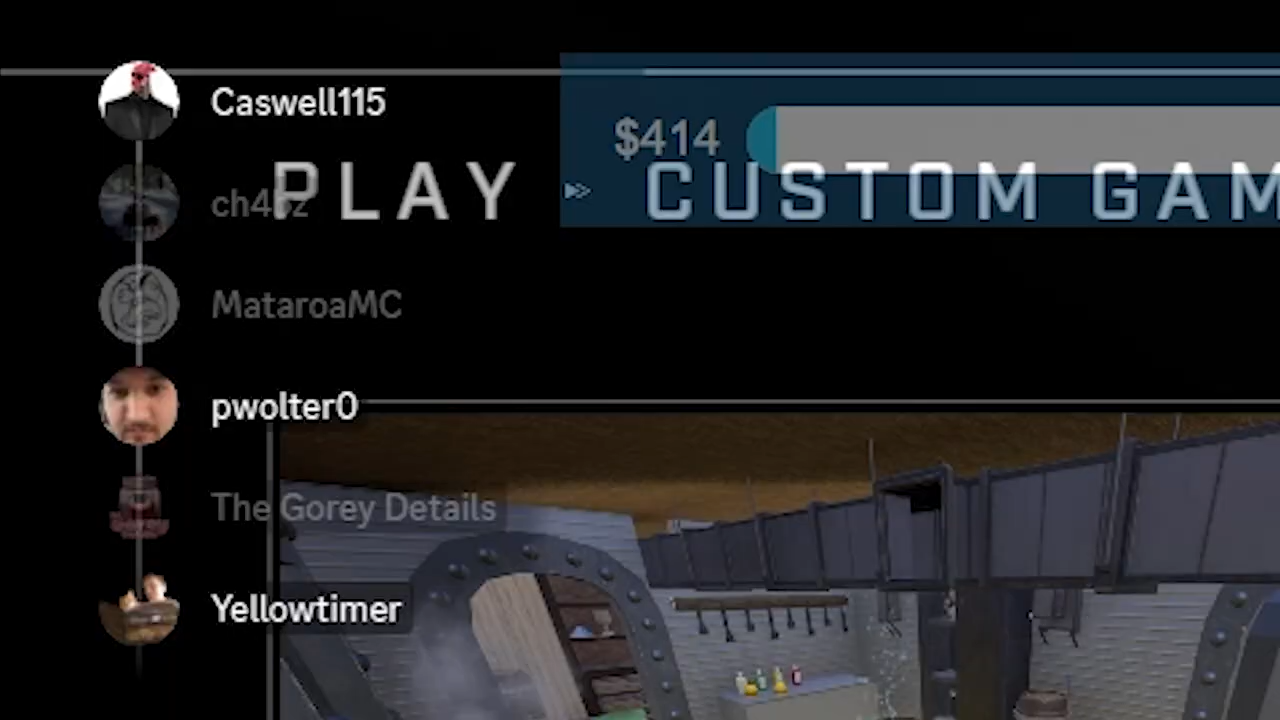 Caswell115
$414
PLAY
CUSTOM GAM
MataroaMC
pwolter0
The Gorey Details
Yellowtimer